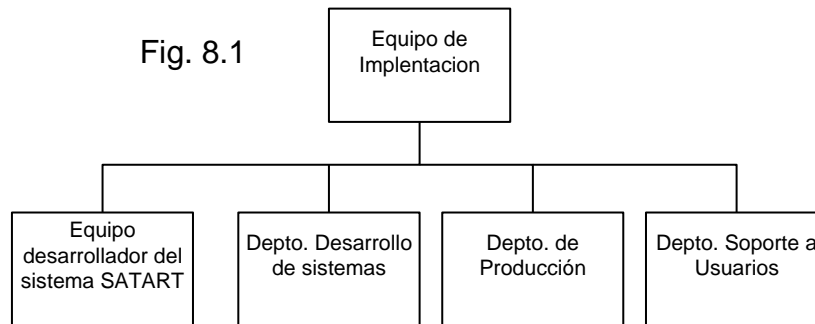 Fig. 8.1
Equipo de
Implentacion
Equipo
desarrollador del
sistema SATART
Depto. Desarrollo
de sistemas
Depto. de
Producción
Depto. Soporte a
Usuarios